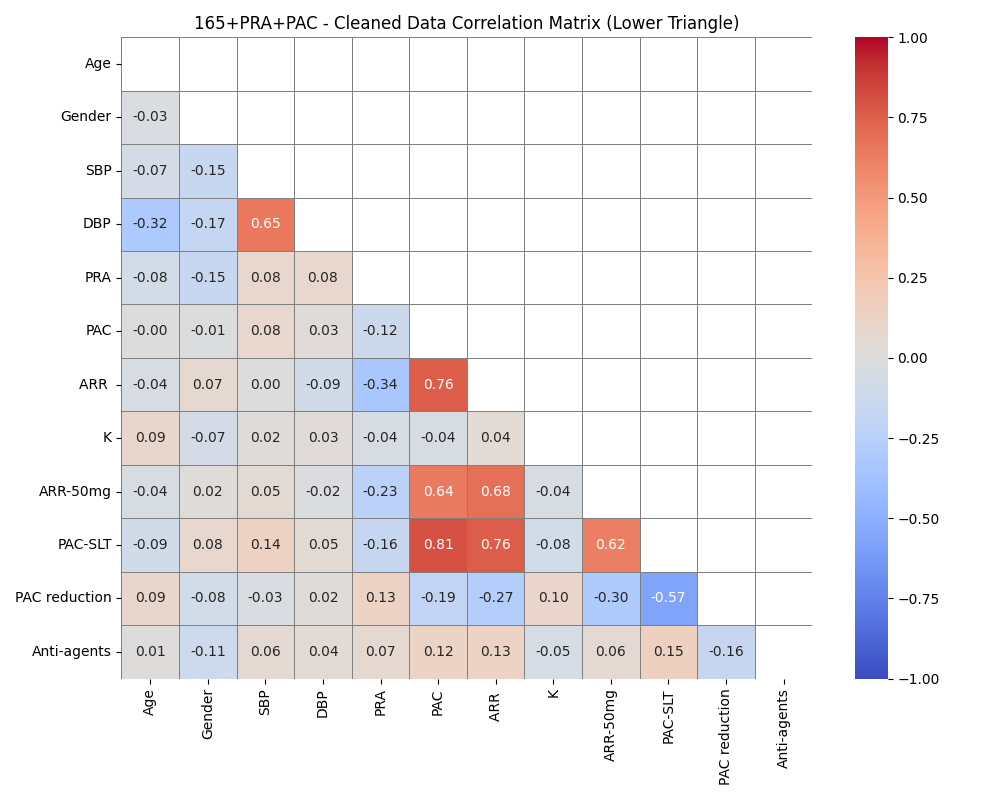 165+PRA+PAC - Cleaned Data Correlation Matrix (Lower Triangle)
Age
Gender -0.03
SBP -0.07 -0.15
DBP -0.32 -0.17 0.65
PRA -0.08 -0.15 0.08 0.08
PAC -0.00 -0.01 0.08 0.03 -0.12
ARR -0.04 0.07 0.00 -0.09 -0.34 0.76
K 0.09 -0.07 0.02 0.03 -0.04 -0.04 0.04
ARR-50mg -0.04 0.02 0.05 -0.02 -0.23 0.64 0.68 -0.04
PAC-SLT -0.09 0.08 0.14 0.05 -0.16 0.81 0.76 -0.08 0.62
PAC reduction 0.09 -0.08 -0.03 0.02 0.13 -0.19 -0.27 0.10 -0.30 -0.57
Anti-agents 0.01 -0.11 0.06 0.04 0.07 0.12 0.13 -0.05 0.06 0.15 -0.16
Age Gender SBP DBP PRA PAC ARR K ARR-50mg PAC-SLT PAC reduction Anti-agents
1.00
0.75
0.50
0.25
0.00
−0.25
−0.50
−0.75
−1.00